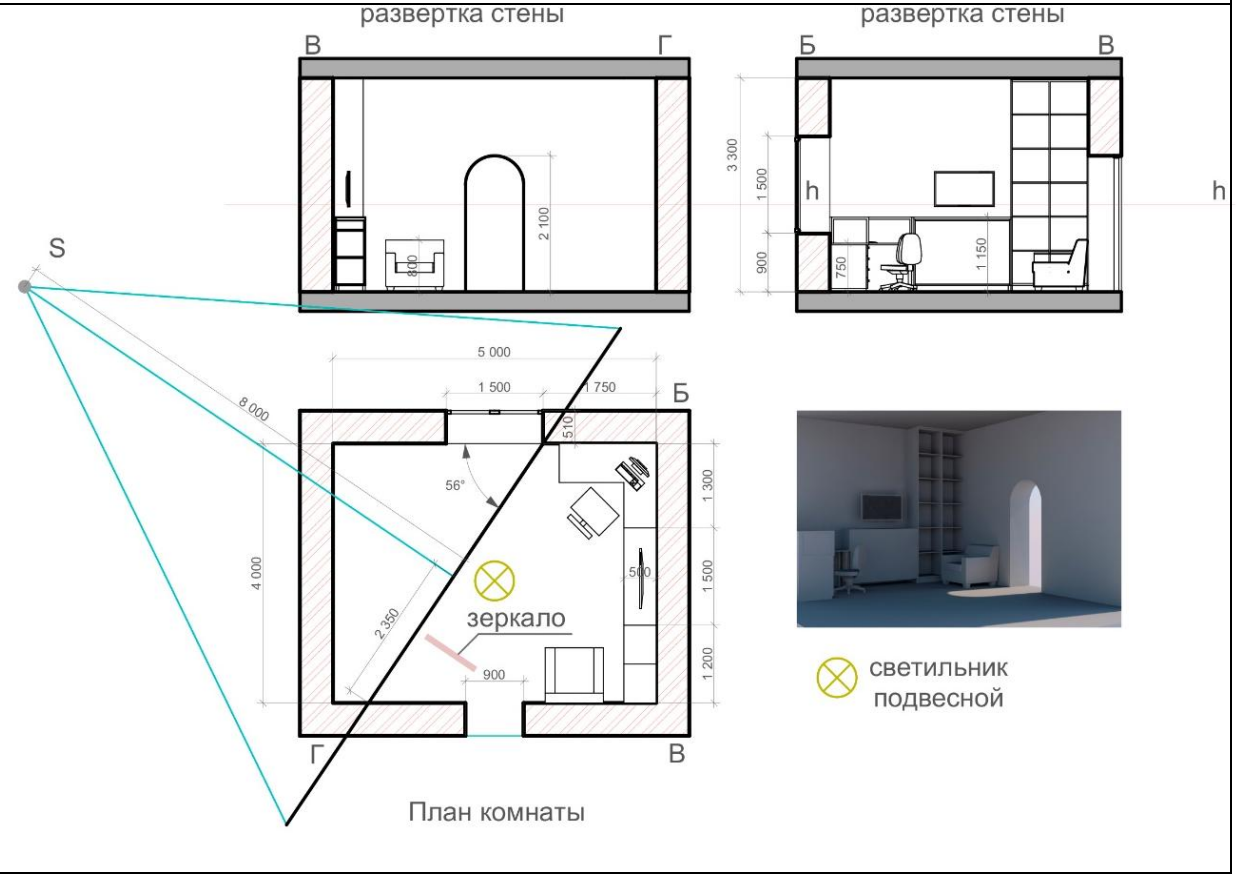 развертка стены
развертка стены
В
Г
Б
В
3 300
1 500
h
h
2 100
900
800
750
1 150
S
5 000
1 500
1 750
Б
8 000
510
56°
1 300
4 000
500
1 500
2 350
зеркало
900
1 200
светильник
подвесной
Г
В
План комнаты